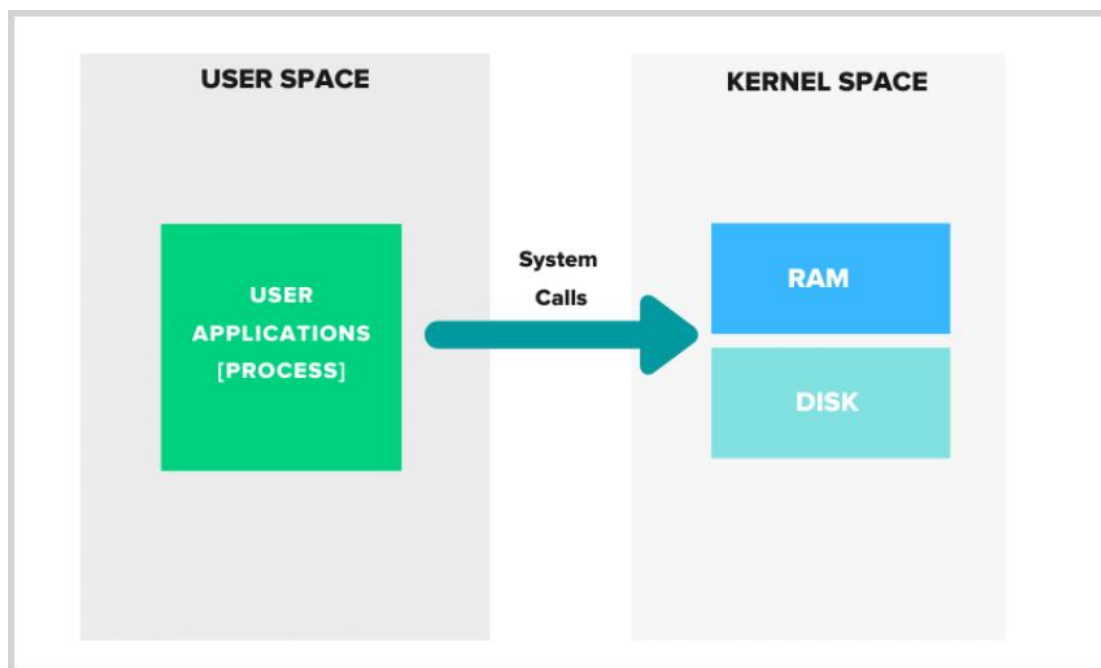 USER SPACE
USER
APPLICATIONS
[PROCESS]
System
Calls
KERNEL SPACE
RAM
DISK